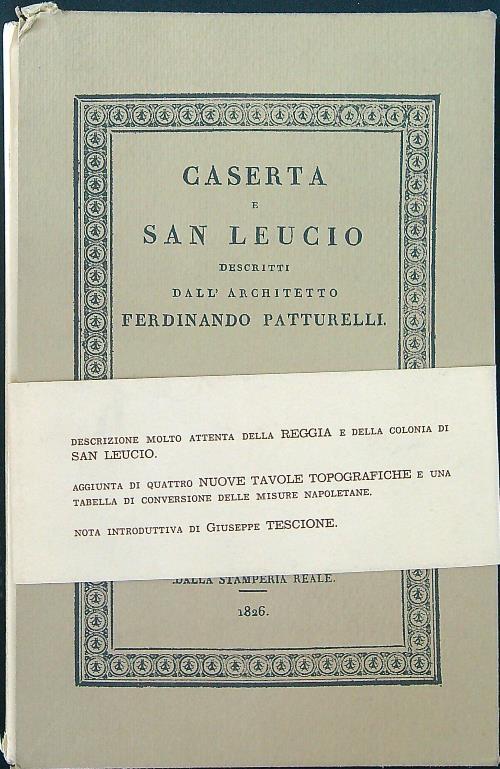 CASERTA
E
SAN LEUCIO
DESCRITTI
DALL' ARCHITETTO
FERDINANDO PATTURELLI.
DESCRIZIONE MOLTO ATTENTA DELLA REGGIA E DELLA COLONIA DI
SAN LEUCIO.
AGGIUNTA DI QUATTRO NUOVE TAVOLE TOPOGRAFICHE E UNA
TABELLA DI CONVERSIONE DELLE MISURE NAPOLETANE.
NOTA INTRODUTTIVA DI GIUSEPPE TESCIONE.
DALLA STAMPERIA REALE.
1826.